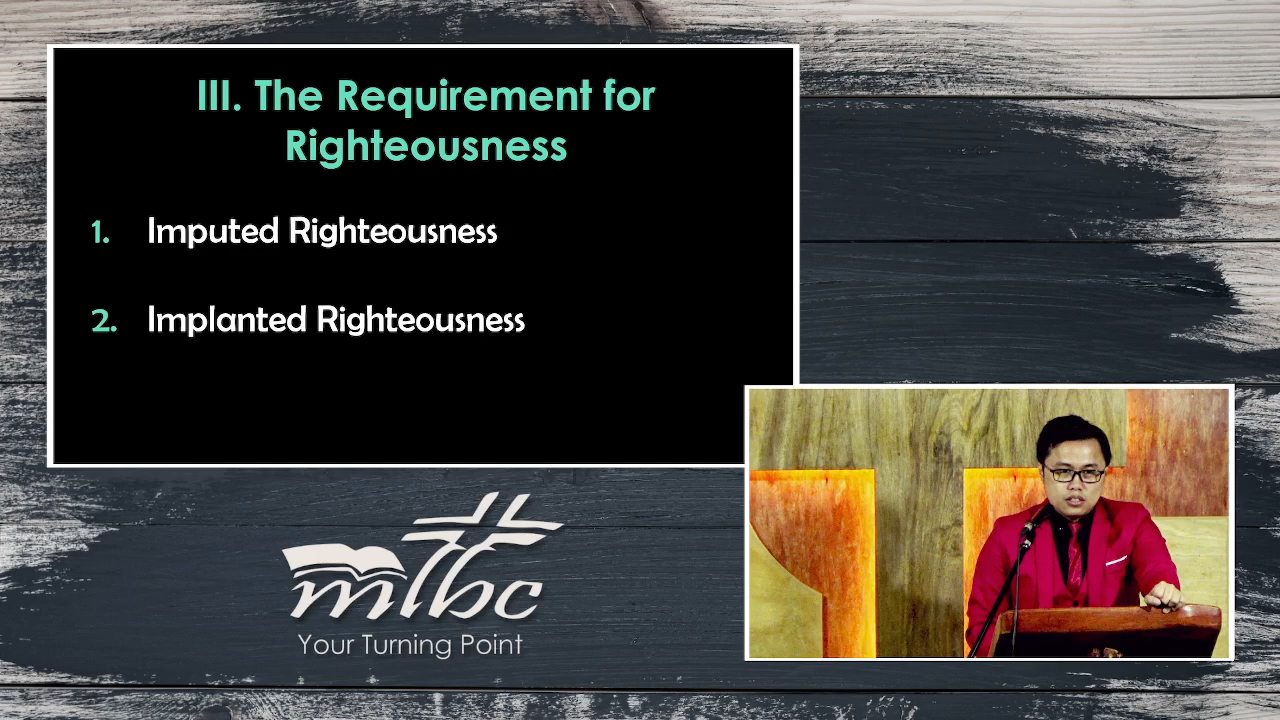 III. The Requirement for
Righteousness
1. Imputed Righteousness
2. Implanted Righteousness
mlbc
Your Turning Point